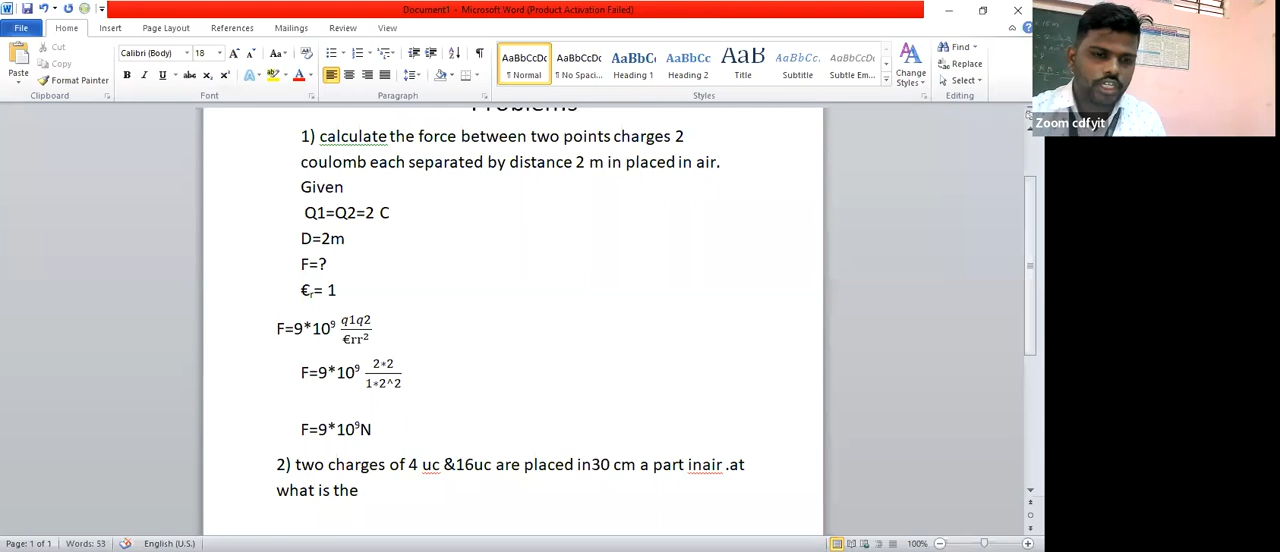 Document1 - Microsoft Word (Product Activation Failed)
File Home Insert Page Layout References Mailings Review View
Paste Cut Copy Format Painter Clipboard
Calibri (Body) 18 Font
Paragraph
AaBbCcDc ¶ Normal AaBbCcDc ¶ No Spaci... AaBbC Heading 1 AaBbCc Heading 2 AaB Title AaBbCc. Subtitle AaBbCcDc Subtle Em... Change Styles Styles
Find Replace Select Editing
Zoom cdfyit
Problems
1) calculate the force between two points charges 2
coulomb each separated by distance 2 m in placed in air.
Given
Q1=Q2=2 C
D=2m
F=?
€r= 1
F=9*10⁹ q1q2/€rr²
F=9*10⁹ 2*2/1*2^2
F=9*10⁹N
2) two charges of 4 uc &16uc are placed in30 cm a part inair .at
what is the
Page: 1 of 1 Words: 53 English (U.S.) 100%